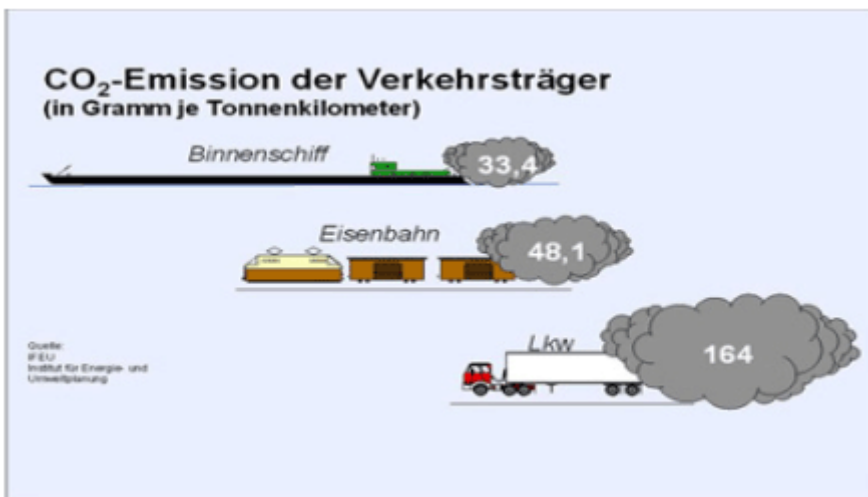 CO₂-Emission der Verkehrsträger
(in Gramm je Tonnenkilometer)
Binnenschiff
33,4
Eisenbahn
48,1
Lkw
164
Quelle:
IFEU
Institut für Energie- und
Umweltplanung